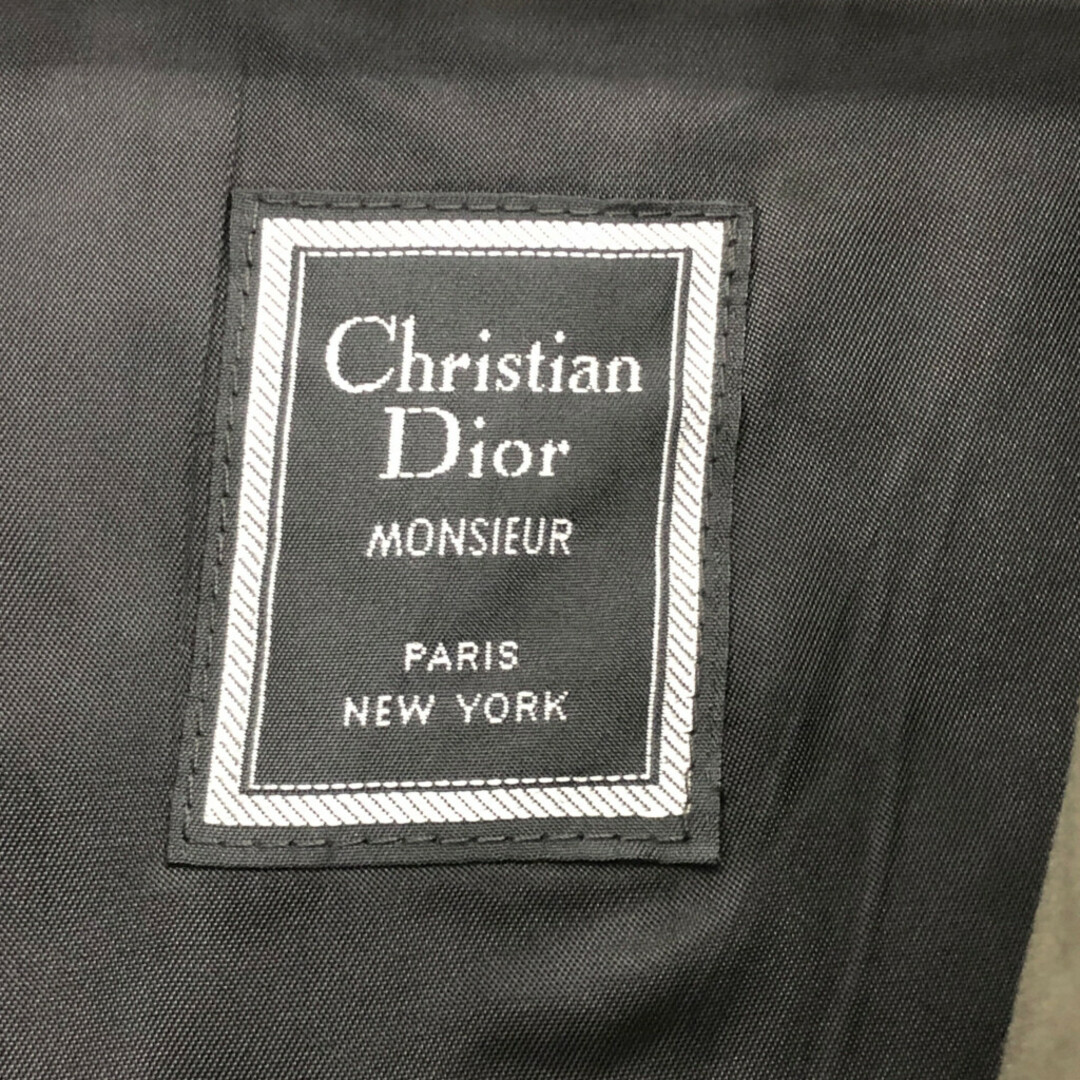 Christian
Dior
MONSIEUR
PARIS
NEW YORK